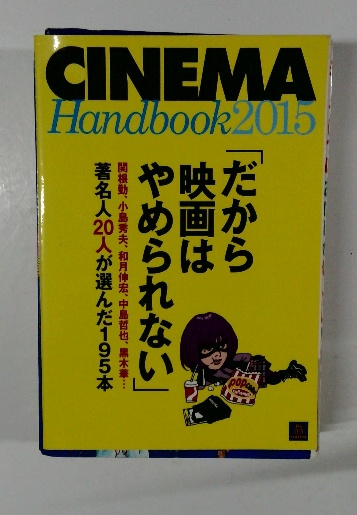 CINEMA
Handbook2015
「だから
映画は
やめられない」
関根勤、小島秀夫、和月伸宏、中島哲也、黒木華…
著名人20人が選んだ195本
POP